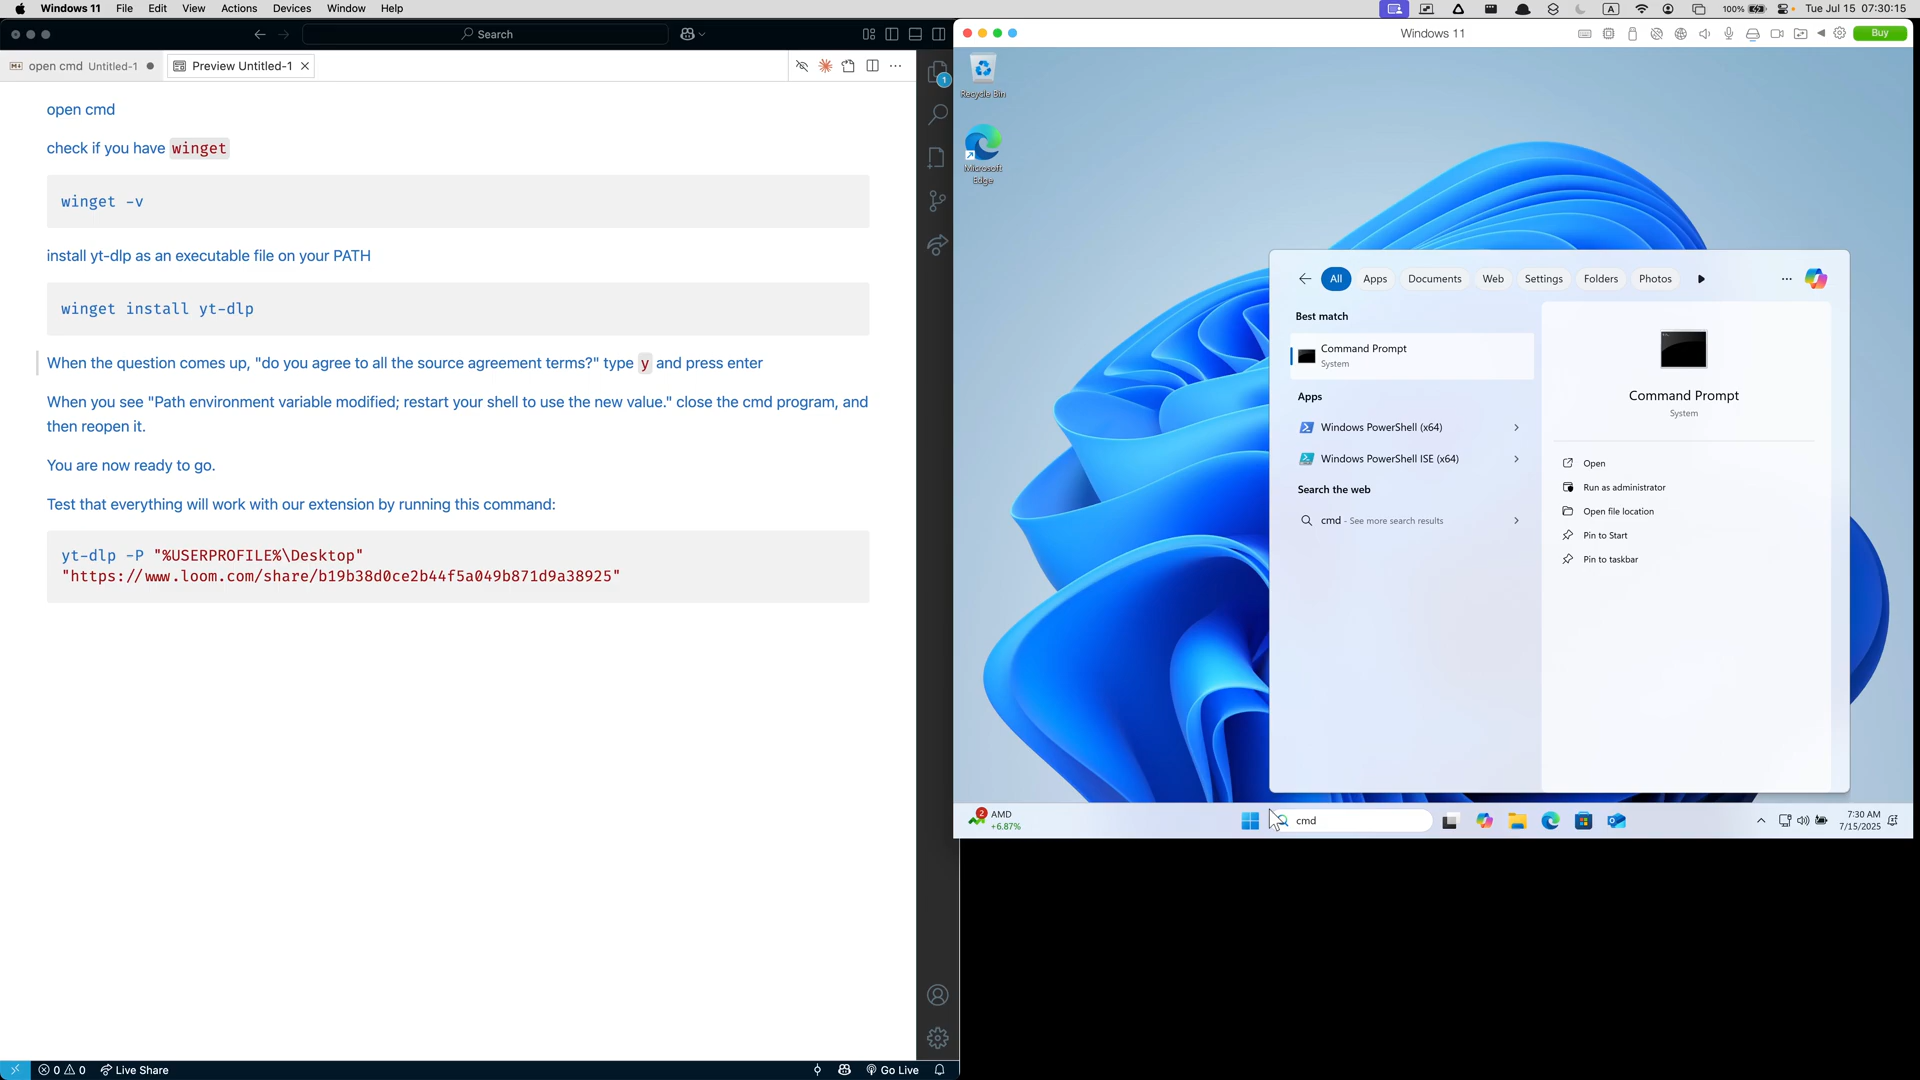 Windows 11 File Edit View Actions Devices Window Help
A 100% Tue Jul 15 07:30:15
Search
open cmd Untitled-1
Preview Untitled-1
open cmd
check if you have winget
winget -v
install yt-dlp as an executable file on your PATH
winget install yt-dlp
When the question comes up, "do you agree to all the source agreement terms?" type y and press enter
When you see "Path environment variable modified; restart your shell to use the new value." close the cmd program, and
then reopen it.
You are now ready to go.
Test that everything will work with our extension by running this command:
yt-dlp -P "%USERPROFILE%\Desktop"
"https://www.loom.com/share/b19b38d0ce2b44f5a049b871d9a38925"
1
0 0 Live Share
Go Live
Windows 11
Buy
Recycle Bin
Microsoft
Edge
All Apps Documents Web Settings Folders Photos
Best match
Command Prompt
System
Apps
Windows PowerShell (x64)
Windows PowerShell ISE (x64)
Search the web
cmd - See more search results
Command Prompt
System
Open
Run as administrator
Open file location
Pin to Start
Pin to taskbar
2
AMD
+6.87%
cmd
7:30 AM
7/15/2025